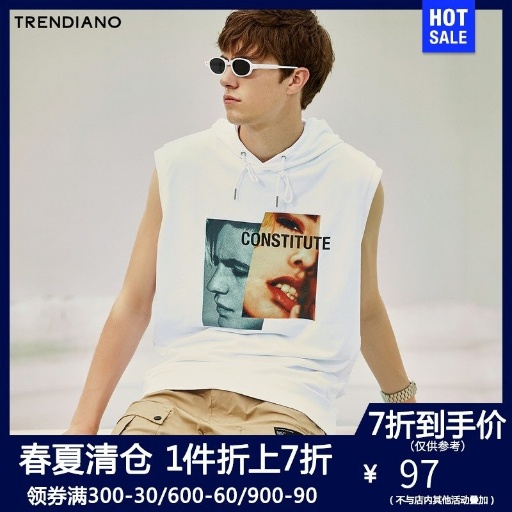 TRENDIANO
HOT
SALE
CONSTITUTE
7折到手价
(仅供参考)
¥ 97
(不与店内其他活动叠加)
春夏清仓 1件折上7折
领券满300-30/600-60/900-90